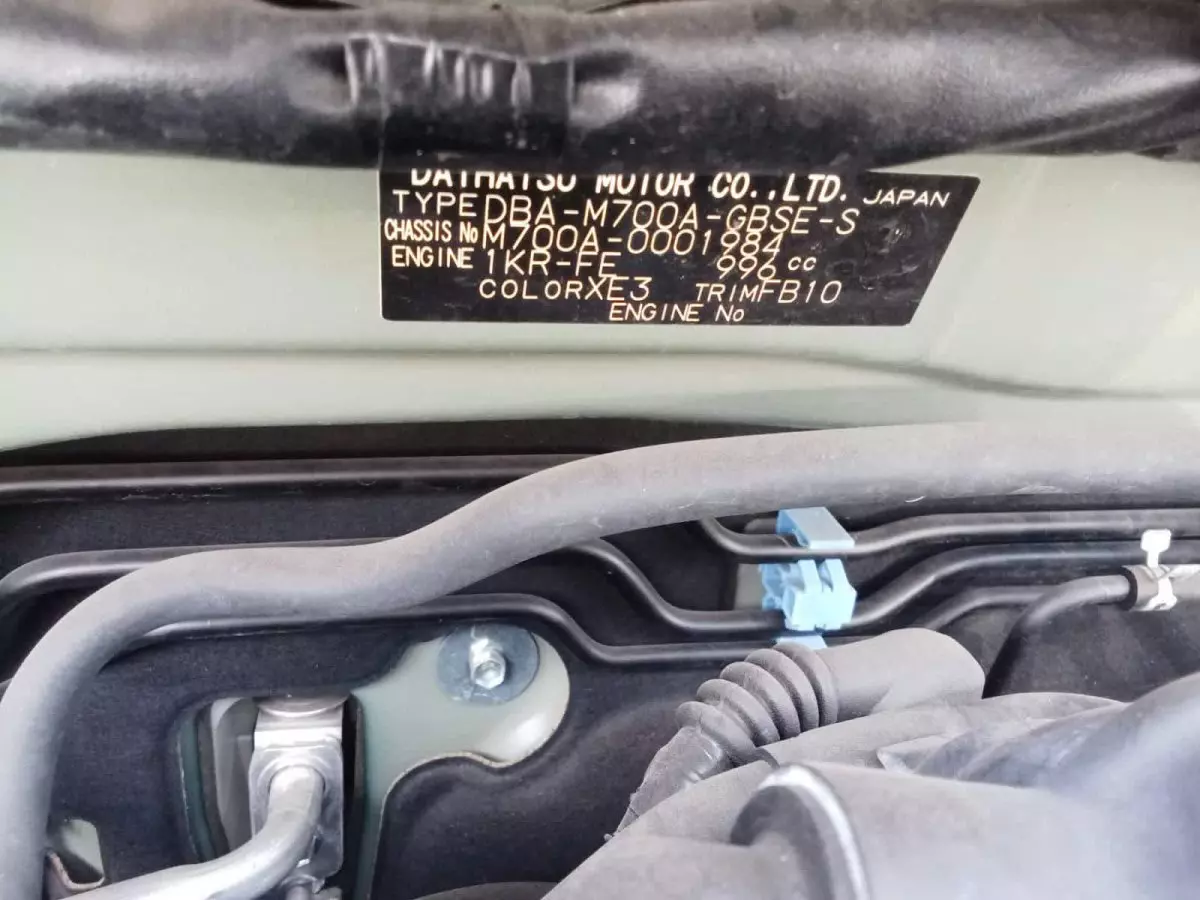 DAIHATSU MOTOR CO.,LTD. JAPAN
TYPE DBA-M700A-GBSE-S
CHASSIS No M700A-0001984
ENGINE 1KR-FE 996 cc
COLOR XE3 TRIM FB10
ENGINE No